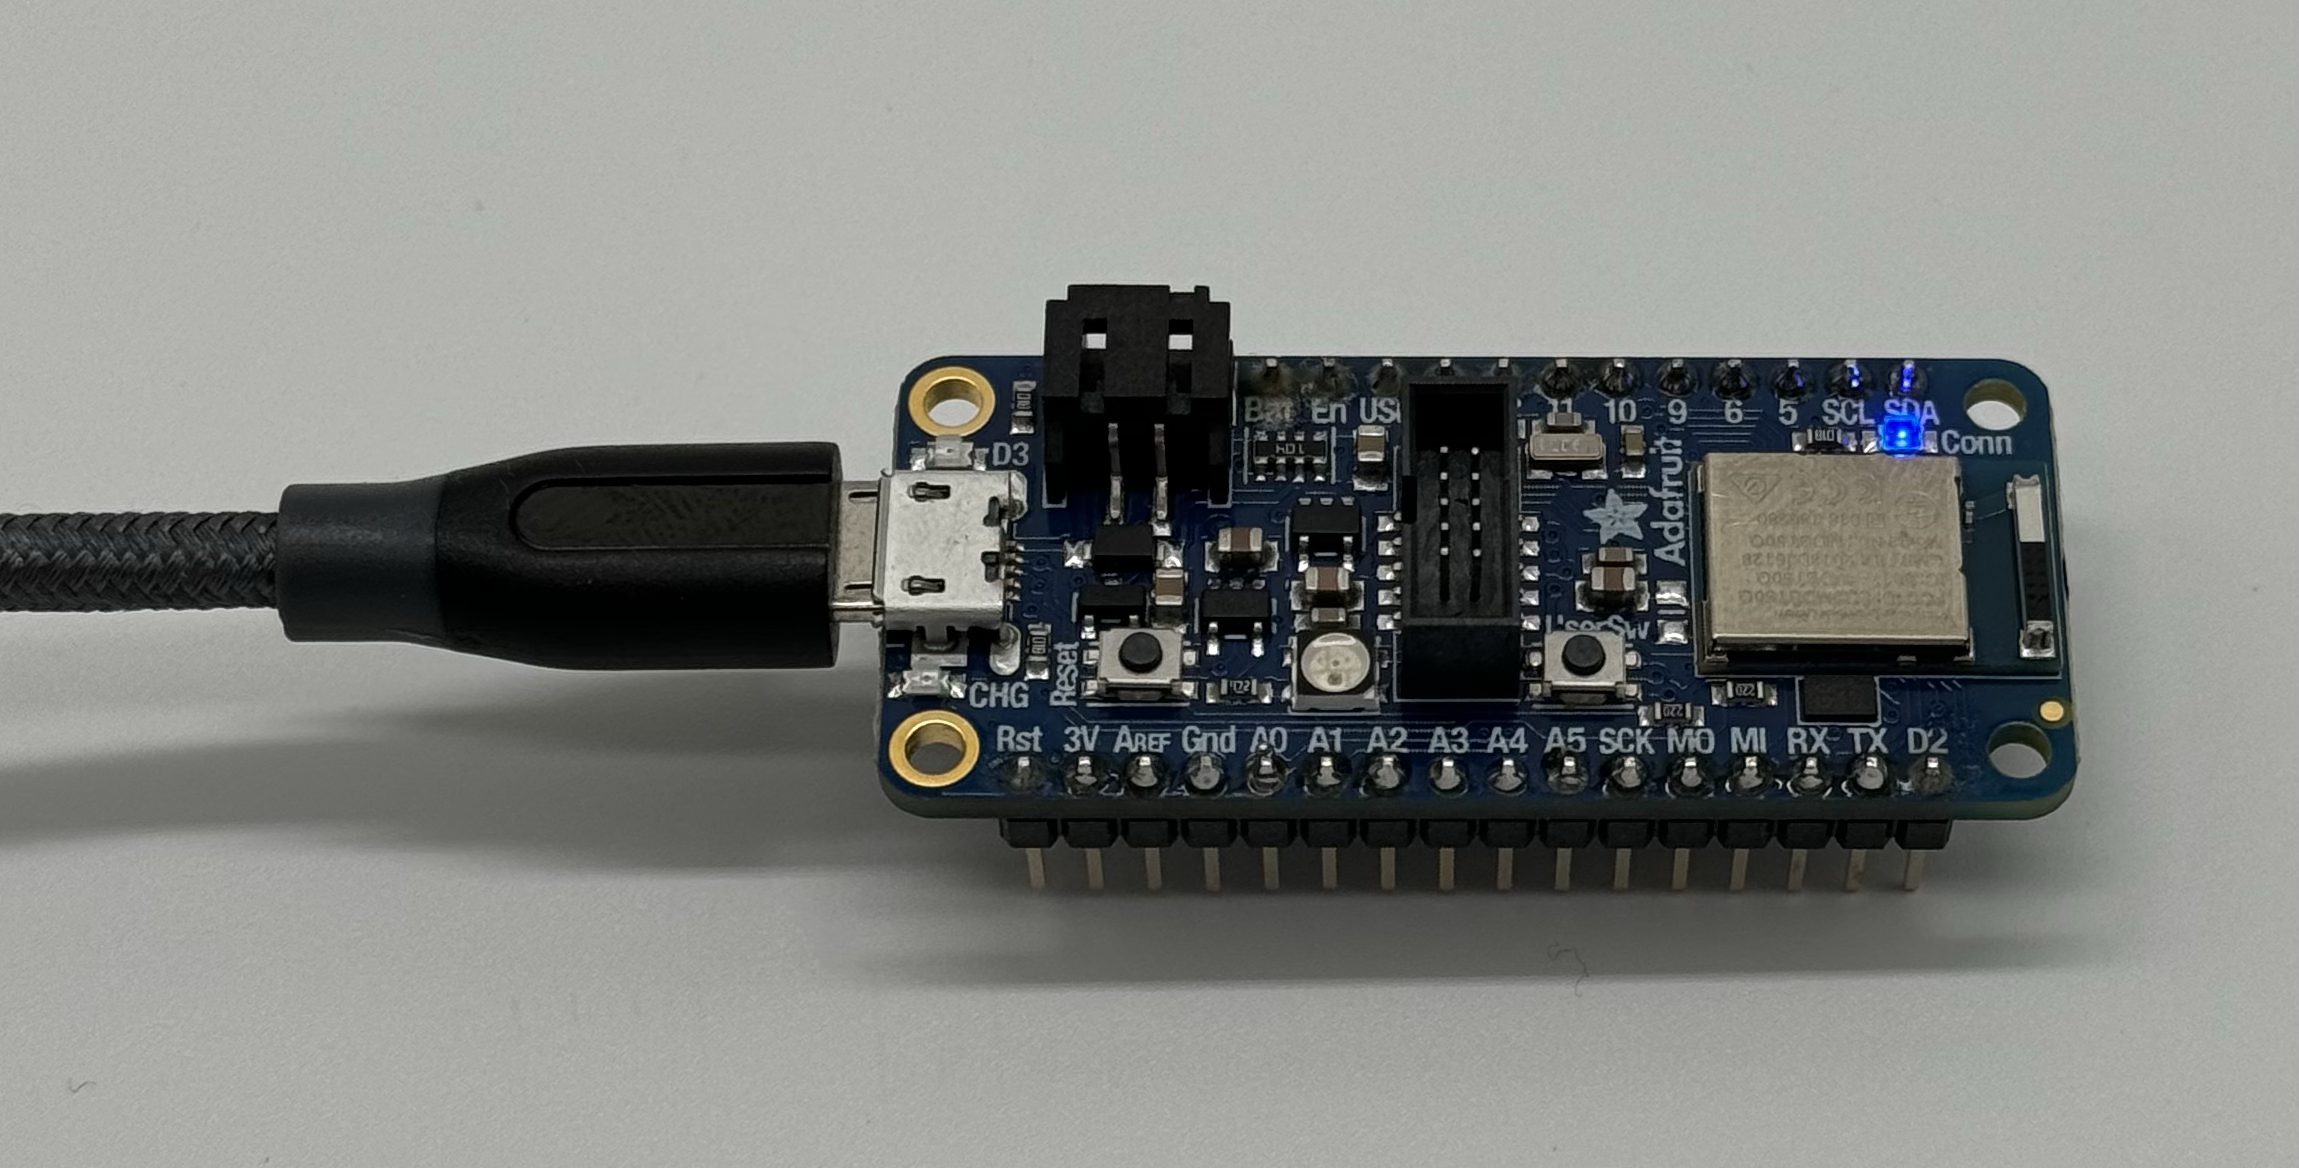 Bat En US 11 10 9 6 5 SCL SDA
D3
Conn
Adafruit
UserSw
Reset
CHG
Rst 3V AREF Gnd A0 A1 A2 A3 A4 A5 SCK MO MI RX TX D2